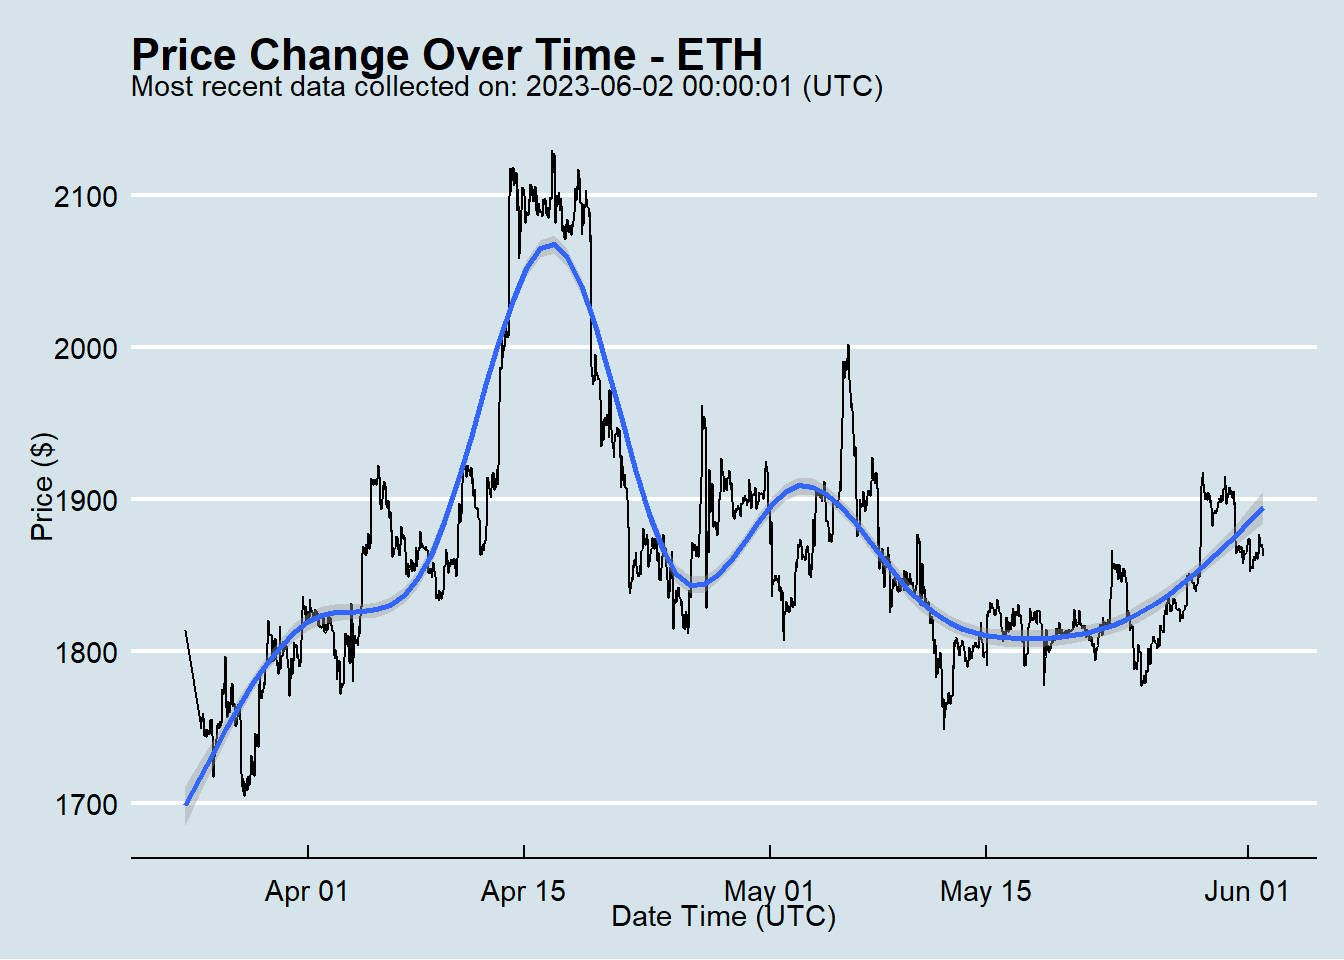 Price Change Over Time - ETH
Most recent data collected on: 2023-06-02 00:00:01 (UTC)
Price ($)
2100
2000
1900
1800
1700
Apr 01
Apr 15
May 01
May 15
Jun 01
Date Time (UTC)